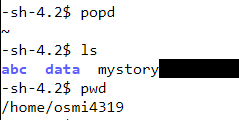 -sh-4.2$ popd
~
-sh-4.2$ ls
abc data mystory
-sh-4.2$ pwd
/home/osmi4319